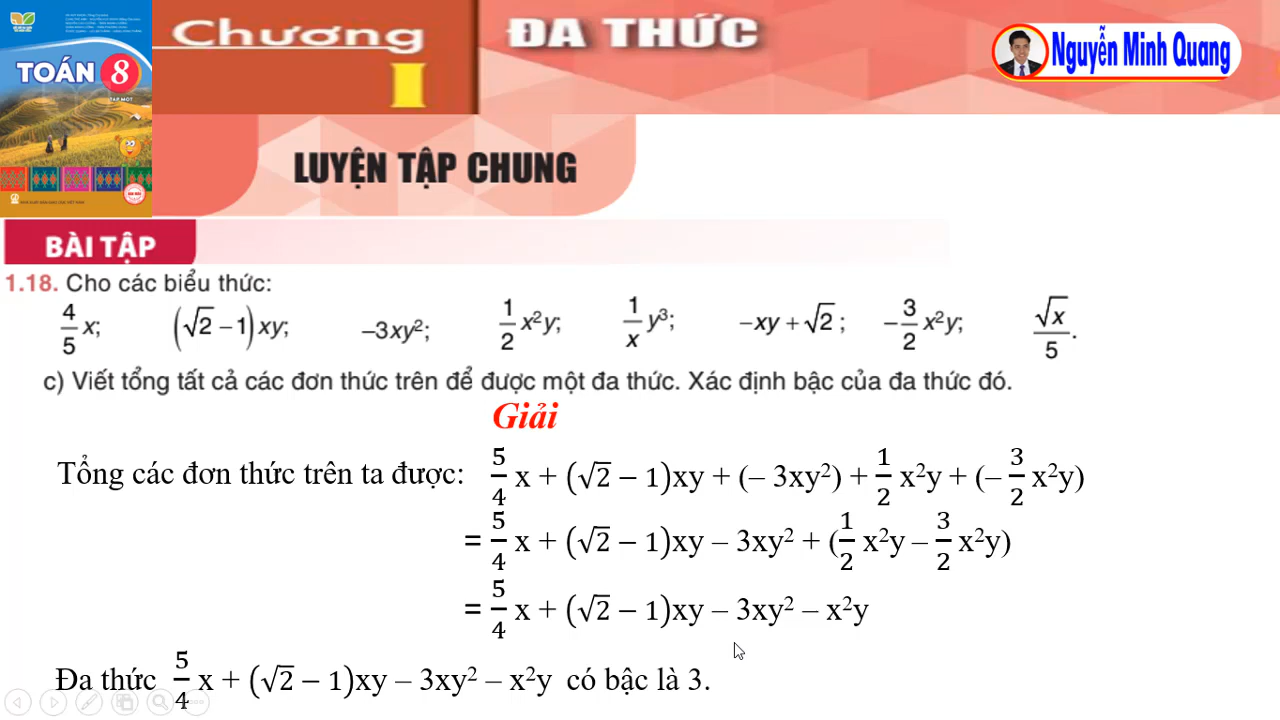 Chương I ĐA THỨC
Nguyễn Minh Quang
TOÁN 8
TẬP MỘT
LUYỆN TẬP CHUNG
BÀI TẬP
1.18. Cho các biểu thức:
4/5 x; (√2 – 1)xy; –3xy²; 1/2 x²y; 1/x y³; –xy + √2; –3/2 x²y; √x/5.
c) Viết tổng tất cả các đơn thức trên để được một đa thức. Xác định bậc của đa thức đó.
Giải
Tổng các đơn thức trên ta được: 5/4 x + (√2 – 1)xy + (– 3xy²) + 1/2 x²y + (– 3/2 x²y)
= 5/4 x + (√2 – 1)xy – 3xy² + (1/2 x²y – 3/2 x²y)
= 5/4 x + (√2 – 1)xy – 3xy² – x²y
Đa thức 5/4 x + (√2 – 1)xy – 3xy² – x²y có bậc là 3.